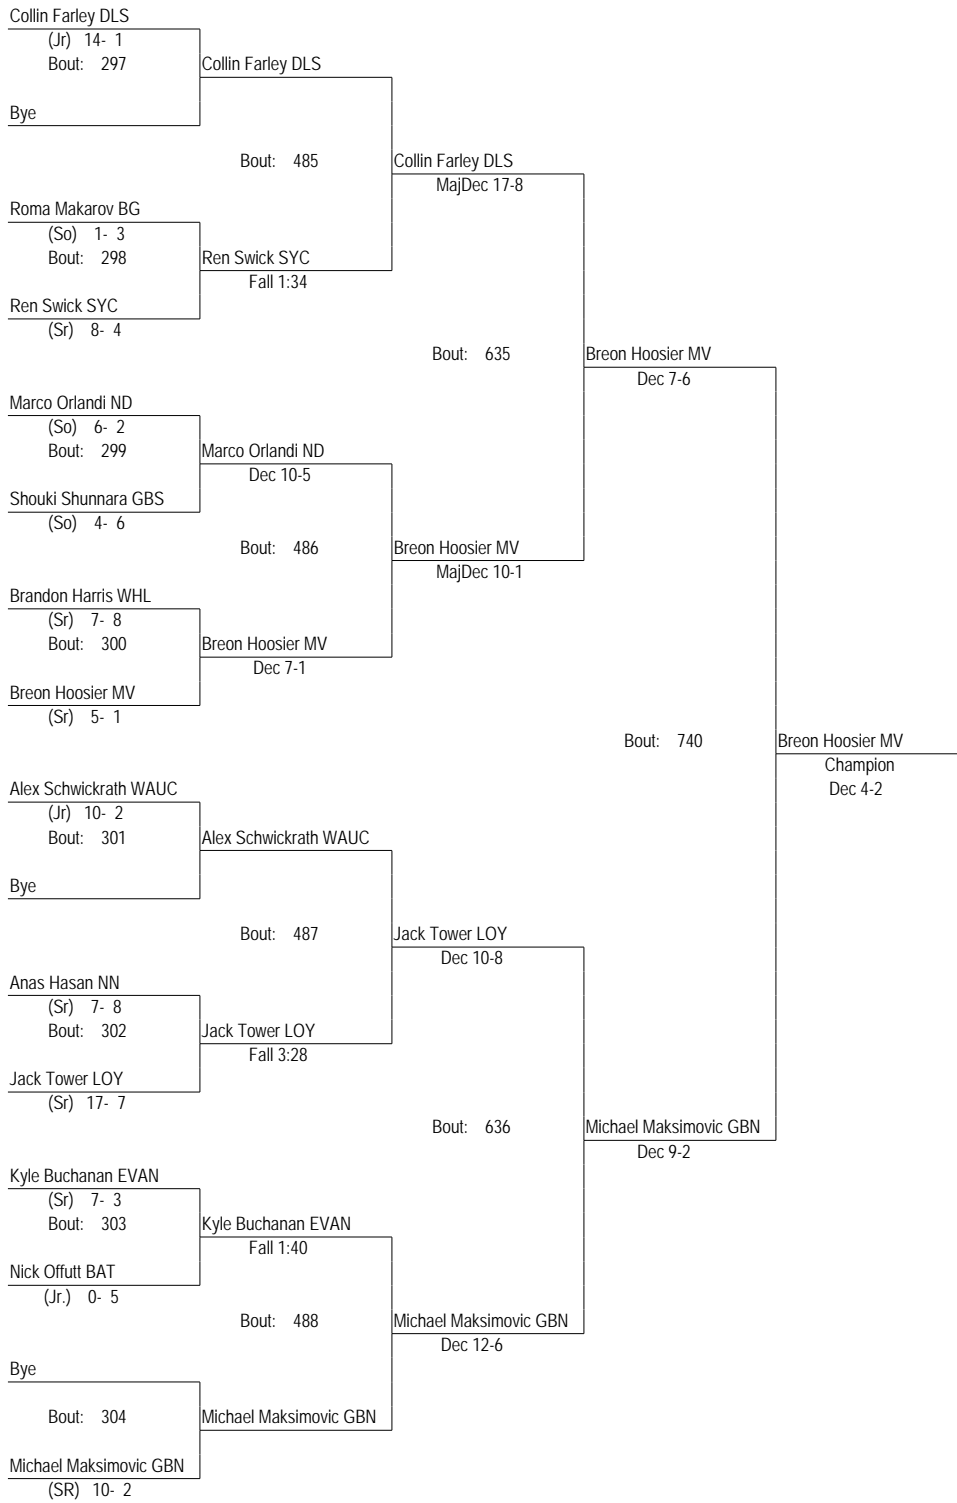 Collin Farley DLS
(Jr) 14- 1
Bout: 297
Collin Farley DLS
Bye
Bout: 485
Collin Farley DLS
MajDec 17-8
Roma Makarov BG
(So) 1- 3
Bout: 298
Ren Swick SYC
Fall 1:34
Ren Swick SYC
(Sr) 8- 4
Bout: 635
Breon Hoosier MV
Dec 7-6
Marco Orlandi ND
(So) 6- 2
Bout: 299
Marco Orlandi ND
Dec 10-5
Shouki Shunnara GBS
(So) 4- 6
Bout: 486
Breon Hoosier MV
MajDec 10-1
Brandon Harris WHL
(Sr) 7- 8
Bout: 300
Breon Hoosier MV
Dec 7-1
Breon Hoosier MV
(Sr) 5- 1
Bout: 740
Breon Hoosier MV
Champion
Dec 4-2
Alex Schwickrath WAUC
(Jr) 10- 2
Bout: 301
Alex Schwickrath WAUC
Bye
Bout: 487
Jack Tower LOY
Dec 10-8
Anas Hasan NN
(Sr) 7- 8
Bout: 302
Jack Tower LOY
Fall 3:28
Jack Tower LOY
(Sr) 17- 7
Bout: 636
Michael Maksimovic GBN
Dec 9-2
Kyle Buchanan EVAN
(Sr) 7- 3
Bout: 303
Kyle Buchanan EVAN
Fall 1:40
Nick Offutt BAT
(Jr.) 0- 5
Bout: 488
Michael Maksimovic GBN
Dec 12-6
Bye
Bout: 304
Michael Maksimovic GBN
Michael Maksimovic GBN
(SR) 10- 2